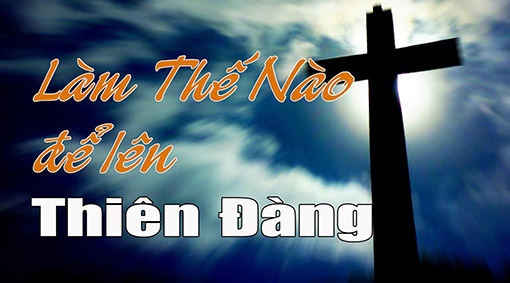 Làm Thế Nào
để lên
Thiên Đàng